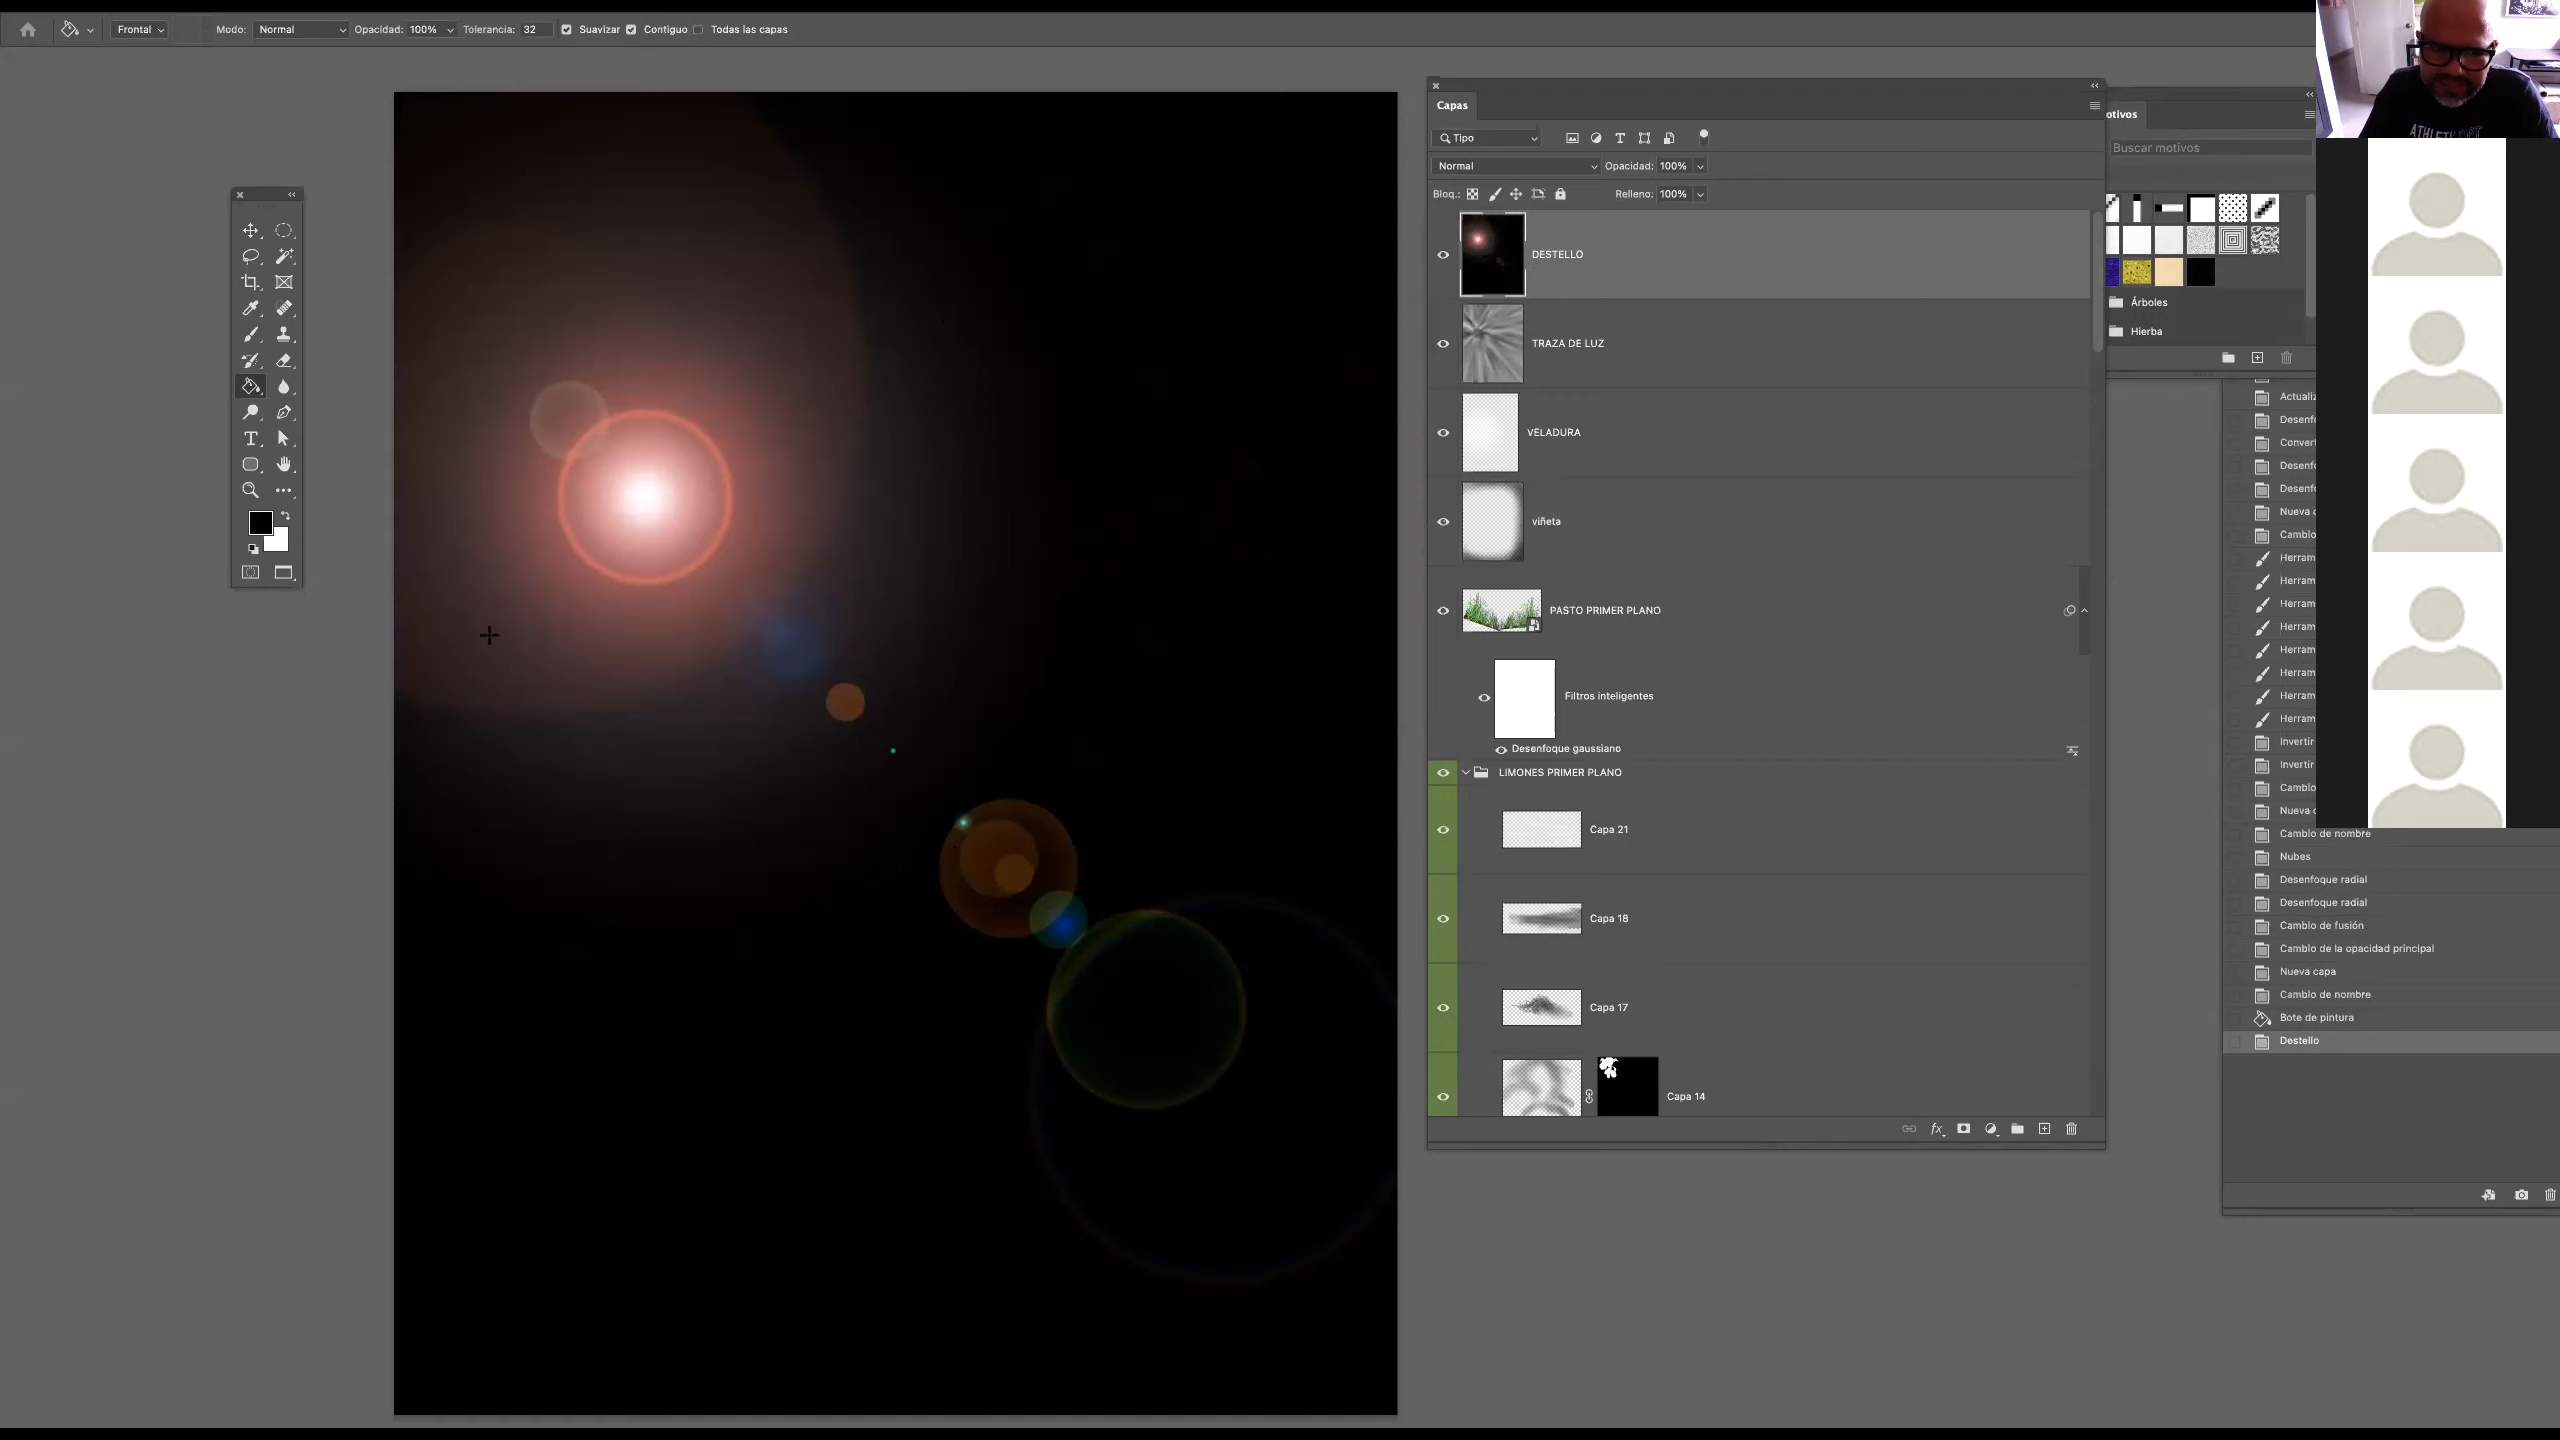 Frontal
Modo: Normal
Opacidad: 100%
Tolerancia: 32
Suavizar
Contiguo
Todas las capas
Capas
Tipo
Normal
Opacidad: 100%
Bloq.:
Relleno: 100%
DESTELLO
TRAZA DE LUZ
VELADURA
viñeta
PASTO PRIMER PLANO
Filtros inteligentes
Desenfoque gaussiano
LIMONES PRIMER PLANO
Capa 21
Capa 18
Capa 17
Capa 14
fx
otivos
Buscar motivos
Árboles
Hierba
Actualiz
Desenfo
Convert
Desenfo
Desenfo
Nueva c
Cambio
Herram
Herram
Herram
Herram
Herram
Herram
Herram
Herram
Invertir
Invertir
Cambio
Nueva c
Cambio de nombre
Nubes
Desenfoque radial
Desenfoque radial
Cambio de fusión
Cambio de la opacidad principal
Nueva capa
Cambio de nombre
Bote de pintura
Destello